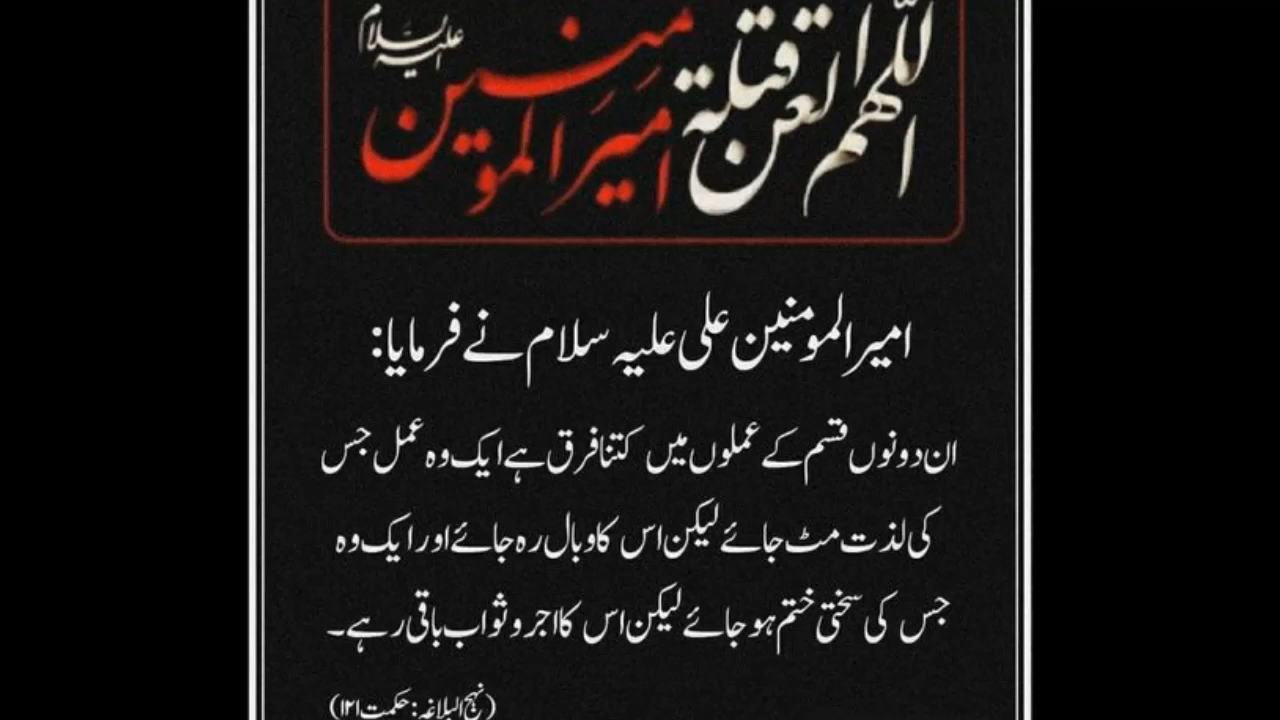 اللهم العن قتلة امیر المومنین علیہ السلام
امیر المومنین علی علیہ سلام نے فرمایا:
ان دونوں قسم کے عملوں میں کتنا فرق ہے ایک وہ عمل جس
کی لذت مٹ جائے لیکن اس کا وبال رہ جائے اور ایک وہ
جس کی سختی ختم ہو جائے لیکن اس کا اجر و ثواب باقی رہے۔
(نہج البلاغہ: حکمت ۱۲۱)